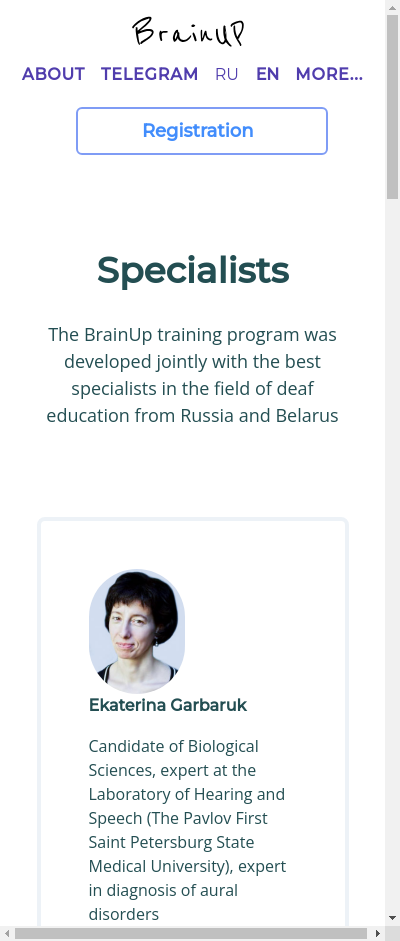 BrainUP
ABOUT TELEGRAM RU EN MORE...
Registration
Specialists
The BrainUp training program was
developed jointly with the best
specialists in the field of deaf
education from Russia and Belarus
Ekaterina Garbaruk
Candidate of Biological
Sciences, expert at the
Laboratory of Hearing and
Speech (The Pavlov First
Saint Petersburg State
Medical University), expert
in diagnosis of aural
disorders